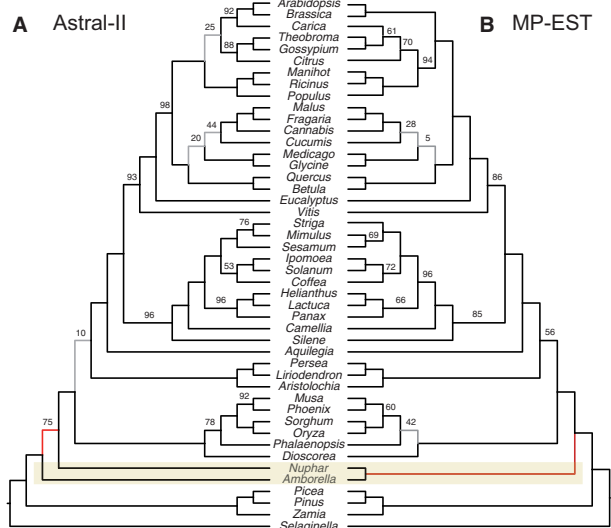 A Astral-II
B MP-EST
Arabidopsis
Brassica
Carica
Theobroma
Gossypium
Citrus
Manihot
Ricinus
Populus
Malus
Fragaria
Cannabis
Cucumis
Medicago
Glycine
Quercus
Betula
Eucalyptus
Vitis
Striga
Mimulus
Sesamum
Ipomoea
Solanum
Coffea
Helianthus
Lactuca
Panax
Camellia
Silene
Aquilegia
Persea
Liriodendron
Aristolochia
Musa
Phoenix
Sorghum
Oryza
Phalaenopsis
Dioscorea
Nuphar
Amborella
Picea
Pinus
Zamia
Selaginella
92
25
88
98
44
20
93
76
53
96
96
10
92
78
75
61
70
94
28
5
86
69
72
96
66
85
56
60
42